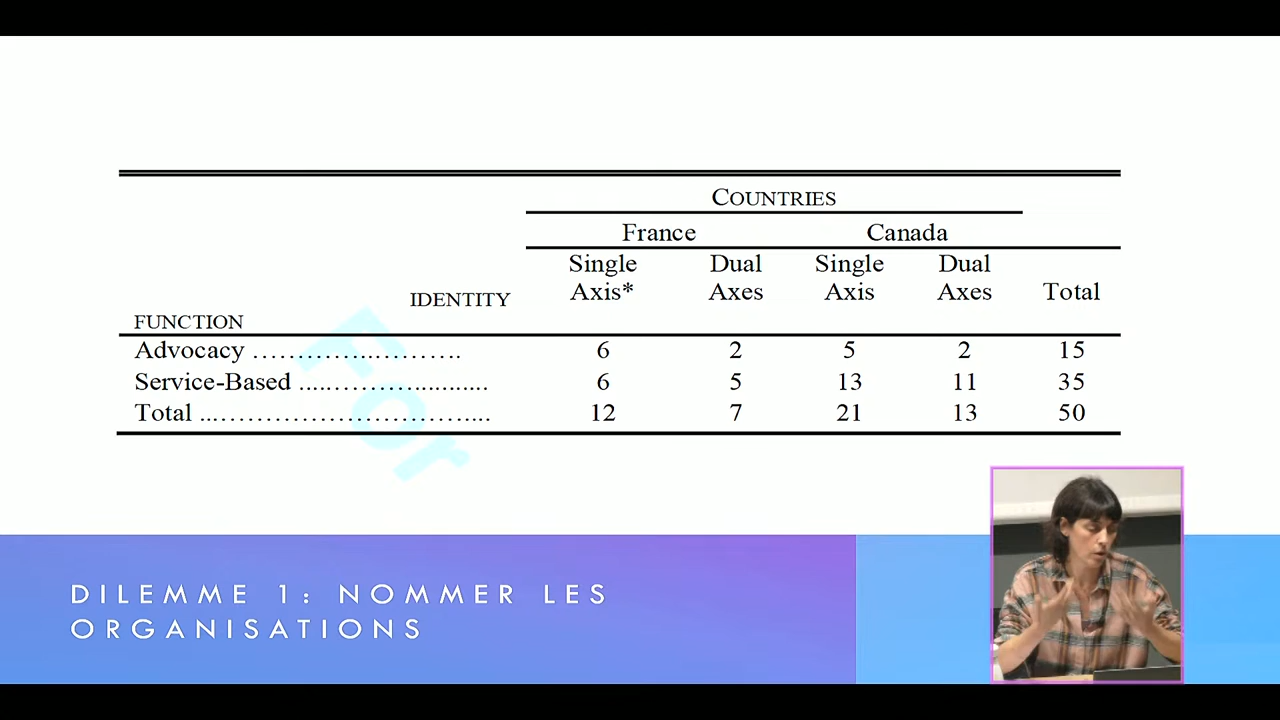 COUNTRIES
France Canada
Single Dual Single Dual
IDENTITY Axis* Axes Axis Axes Total
FUNCTION
Advocacy …………..………. 6 2 5 2 15
Service-Based .....……….......... 6 5 13 11 35
Total ...………………………….... 12 7 21 13 50
For
DILEMME 1: NOMMER LES
ORGANISATIONS